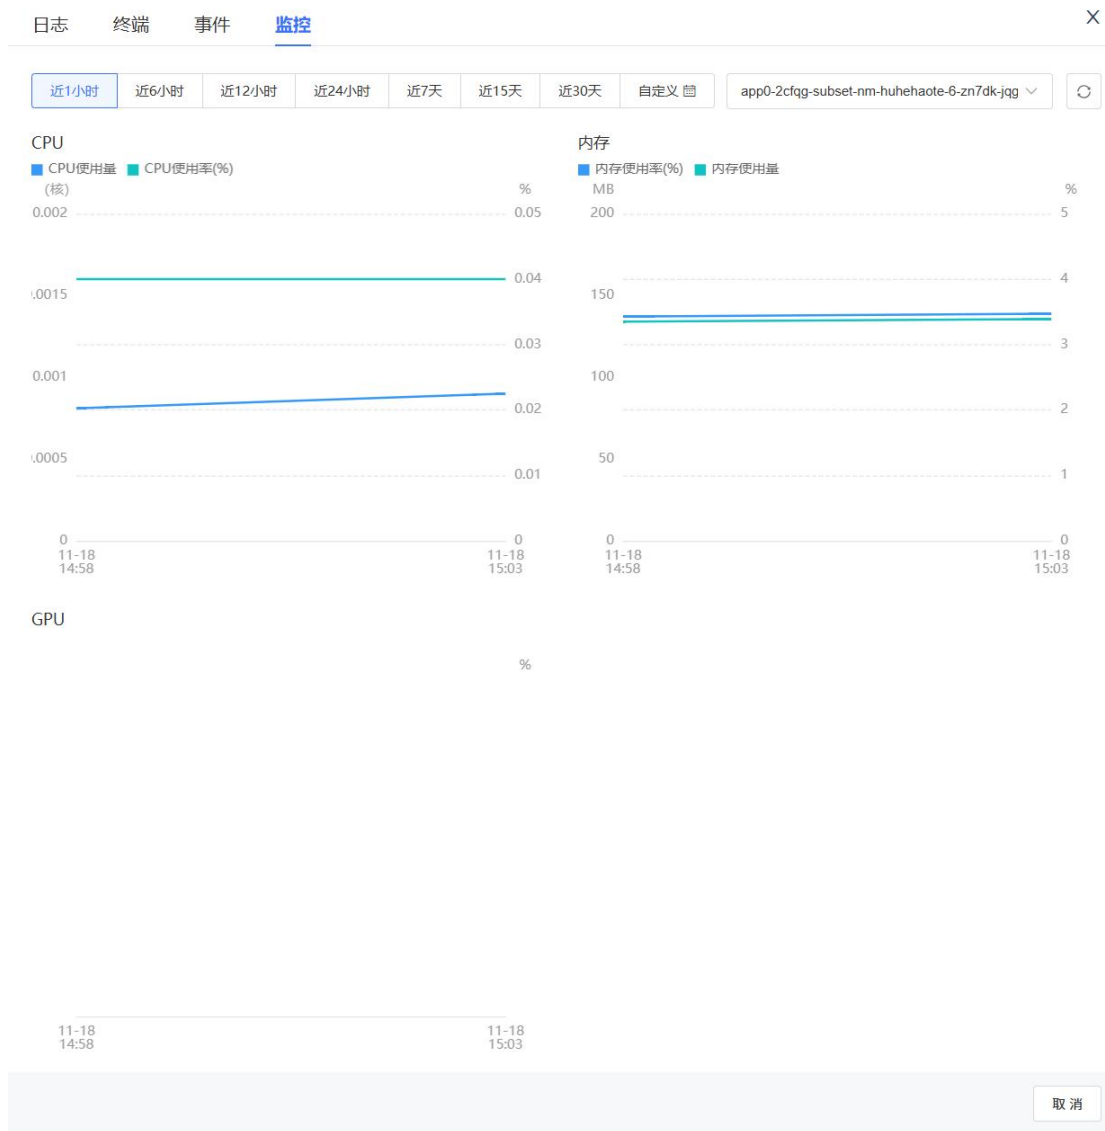 日志 终端 事件 监控 X
近1小时 近6小时 近12小时 近24小时 近7天 近15天 近30天 自定义 app0-2cfqg-subset-nm-huhehaote-6-zn7dk-jqg
CPU
CPU使用量 CPU使用率(%)
(核) %
0.002 0.05
0.04
.0015
0.03
0.001
0.02
.0005
0.01
0 0
11-18 11-18
14:58 15:03
内存
内存使用率(%) 内存使用量
MB %
200 5
4
150
3
100
2
50
1
0 0
11-18 11-18
14:58 15:03
GPU
%
11-18 11-18
14:58 15:03
取 消